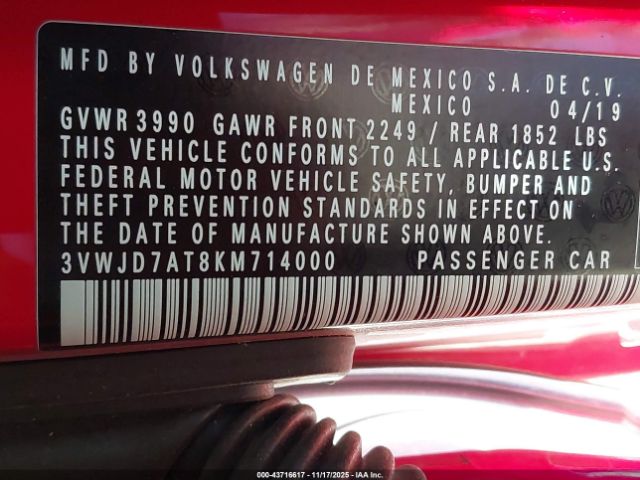 MFD BY VOLKSWAGEN DE MEXICO S.A. DE C.V.
MEXICO 04/19
GVWR 3990 GAWR FRONT 2249 / REAR 1852 LBS
THIS VEHICLE CONFORMS TO ALL APPLICABLE U.S.
FEDERAL MOTOR VEHICLE SAFETY, BUMPER AND
THEFT PREVENTION STANDARDS IN EFFECT ON
THE DATE OF MANUFACTURE SHOWN ABOVE.
3VWJD7AT8KM714000 PASSENGER CAR
000-43716617 - 11/17/2025 - IAAI.com